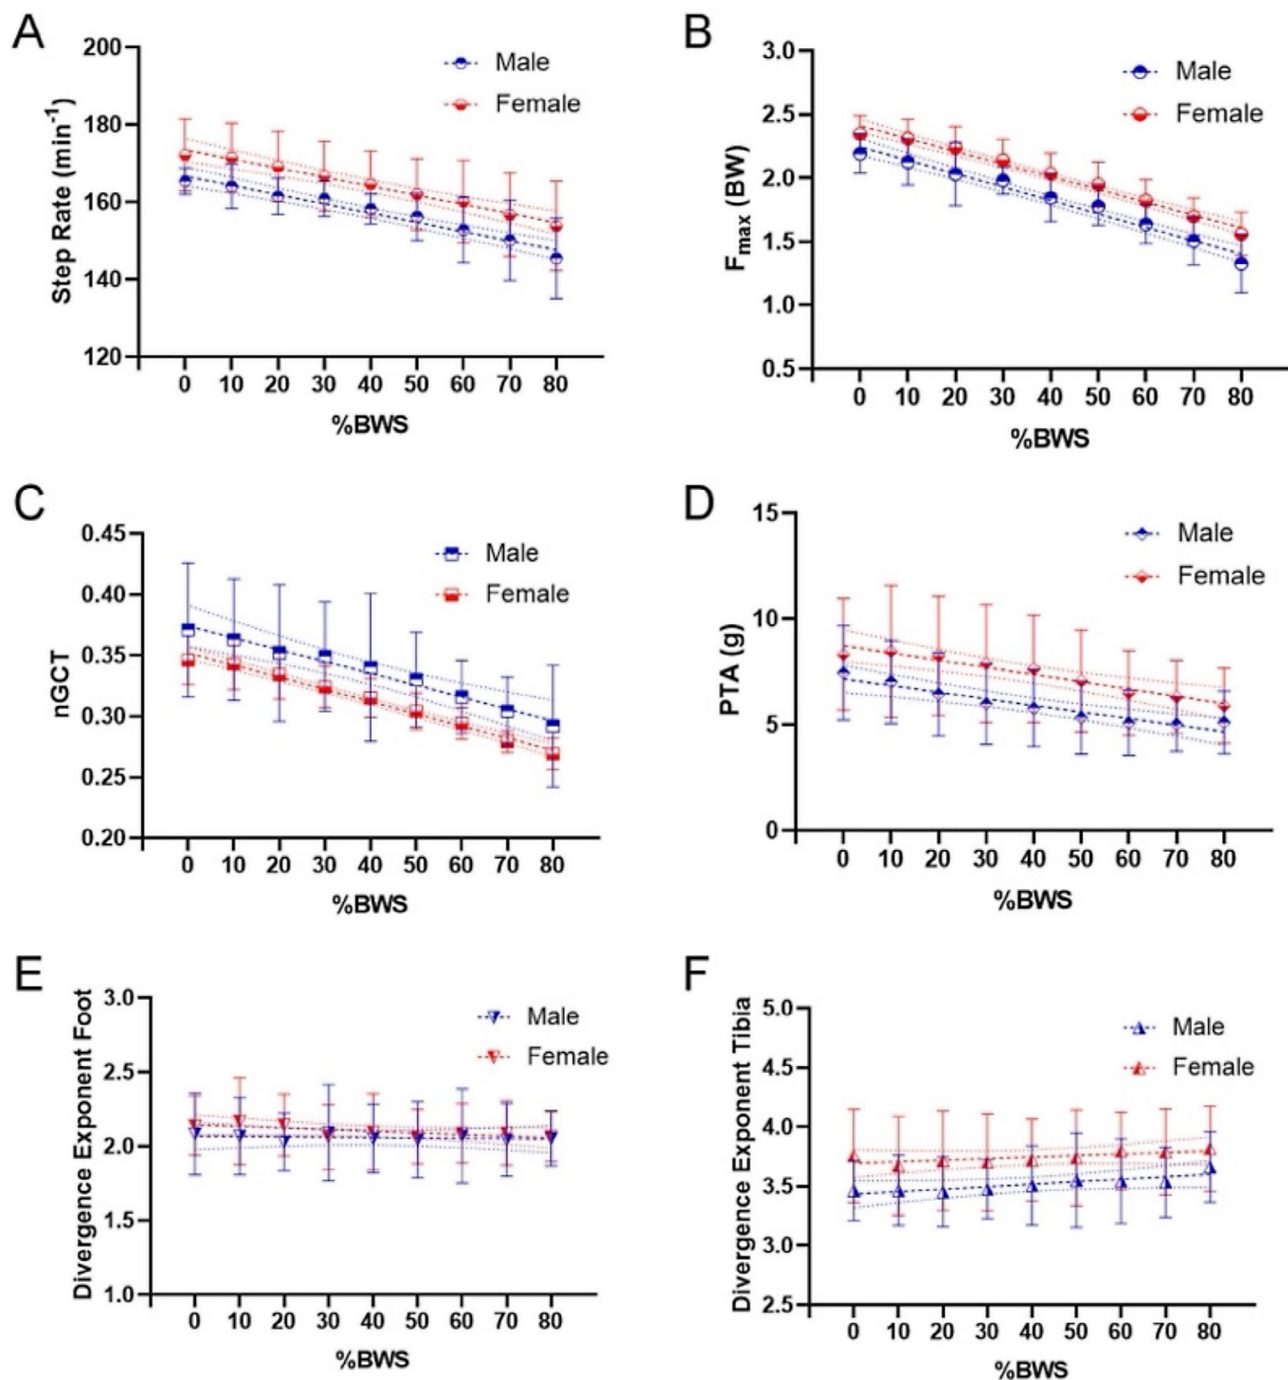 A
Step Rate (min⁻¹)
200
180
160
140
120
0 10 20 30 40 50 60 70 80
%BWS
Male
Female
B
Fmax (BW)
3.0
2.5
2.0
1.5
1.0
0.5
0 10 20 30 40 50 60 70 80
%BWS
Male
Female
C
nGCT
0.45
0.40
0.35
0.30
0.25
0.20
0 10 20 30 40 50 60 70 80
%BWS
Male
Female
D
PTA (g)
15
10
5
0
0 10 20 30 40 50 60 70 80
%BWS
Male
Female
E
Divergence Exponent Foot
3.0
2.5
2.0
1.5
1.0
0 10 20 30 40 50 60 70 80
%BWS
Male
Female
F
Divergence Exponent Tibia
5.0
4.5
4.0
3.5
3.0
2.5
0 10 20 30 40 50 60 70 80
%BWS
Male
Female